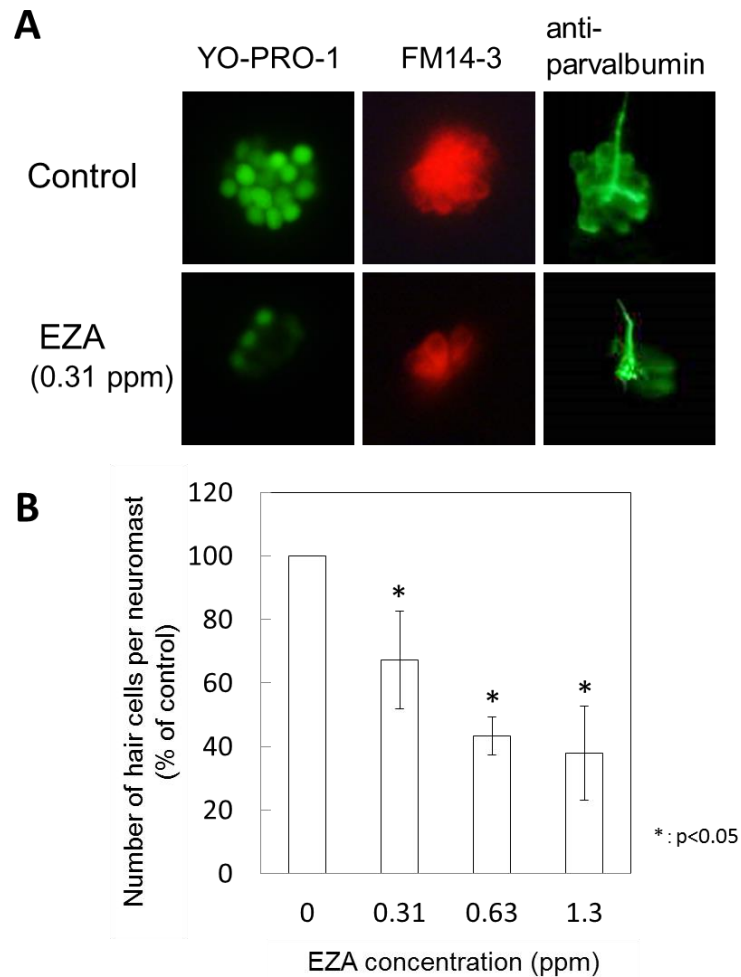 A
YO-PRO-1
FM14-3
anti-
parvalbumin
Control
EZA
(0.31 ppm)
B
Number of hair cells per neuromast
(% of control)
120
100
80
60
40
20
0
*
*
*
0
0.31
0.63
1.3
EZA concentration (ppm)
*: p<0.05